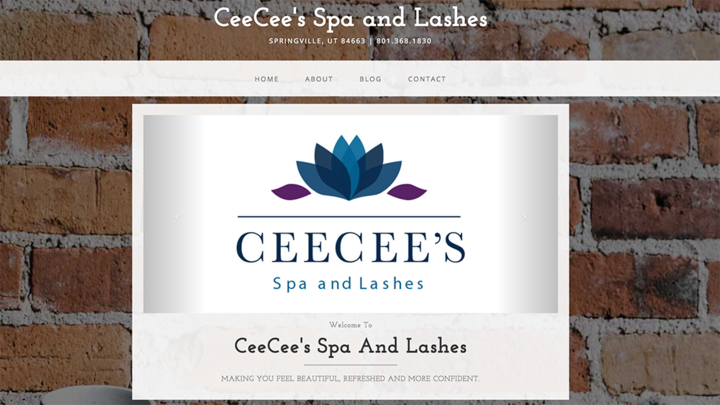 CeeCee's Spa and Lashes
SPRINGVILLE, UT 84663 | 801.368.1830
HOME ABOUT BLOG CONTACT
CEECEE'S
Spa and Lashes
Welcome To
CeeCee's Spa And Lashes
MAKING YOU FEEL BEAUTIFUL, REFRESHED AND MORE CONFIDENT.